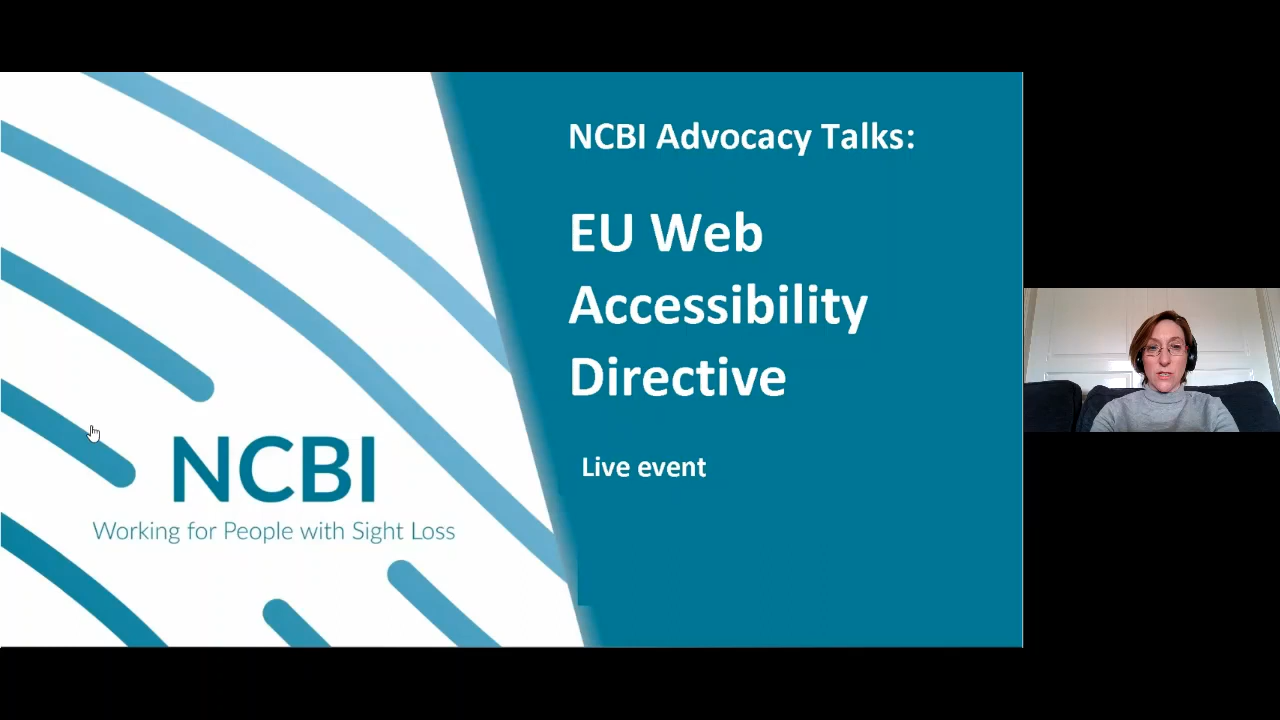 NCBI Advocacy Talks:
EU Web
Accessibility
Directive
Live event
NCBI
Working for People with Sight Loss